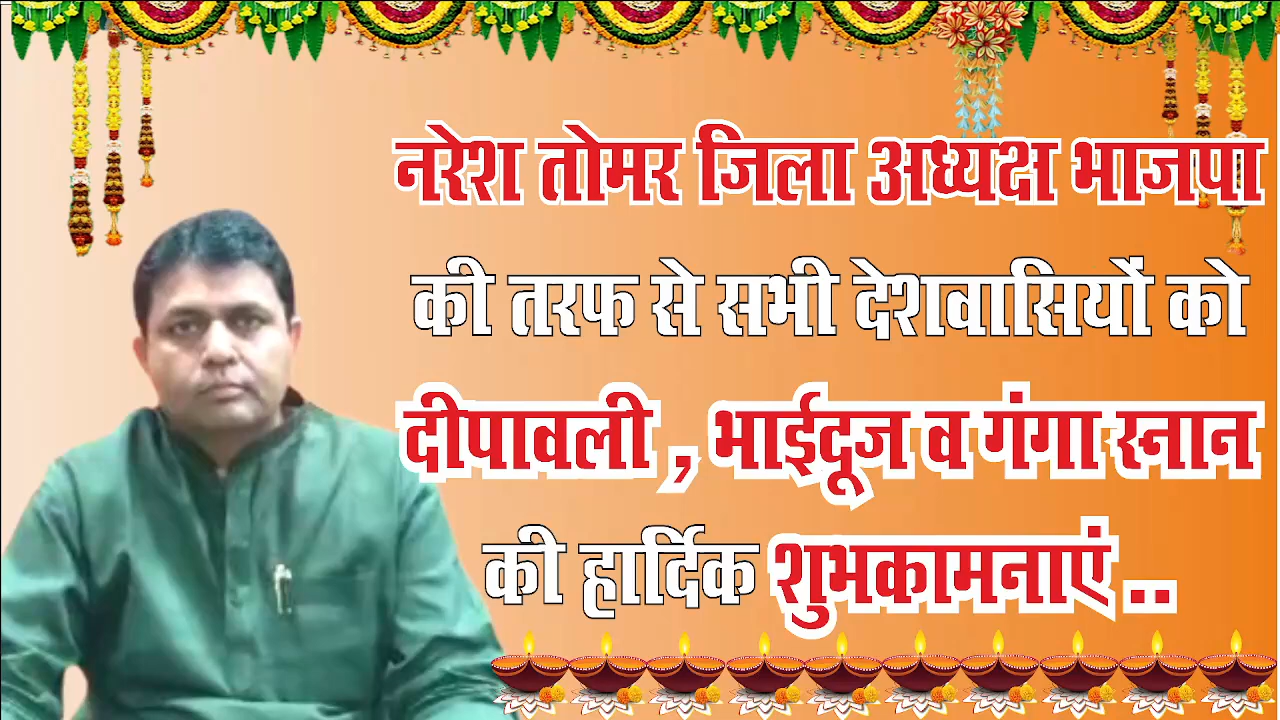 नरेश तोमर जिला अध्यक्ष भाजपा
की तरफ से सभी देशवासियों को
दीपावली , भाईदूज व गंगा स्नान
की हार्दिक शुभकामनाएं ..